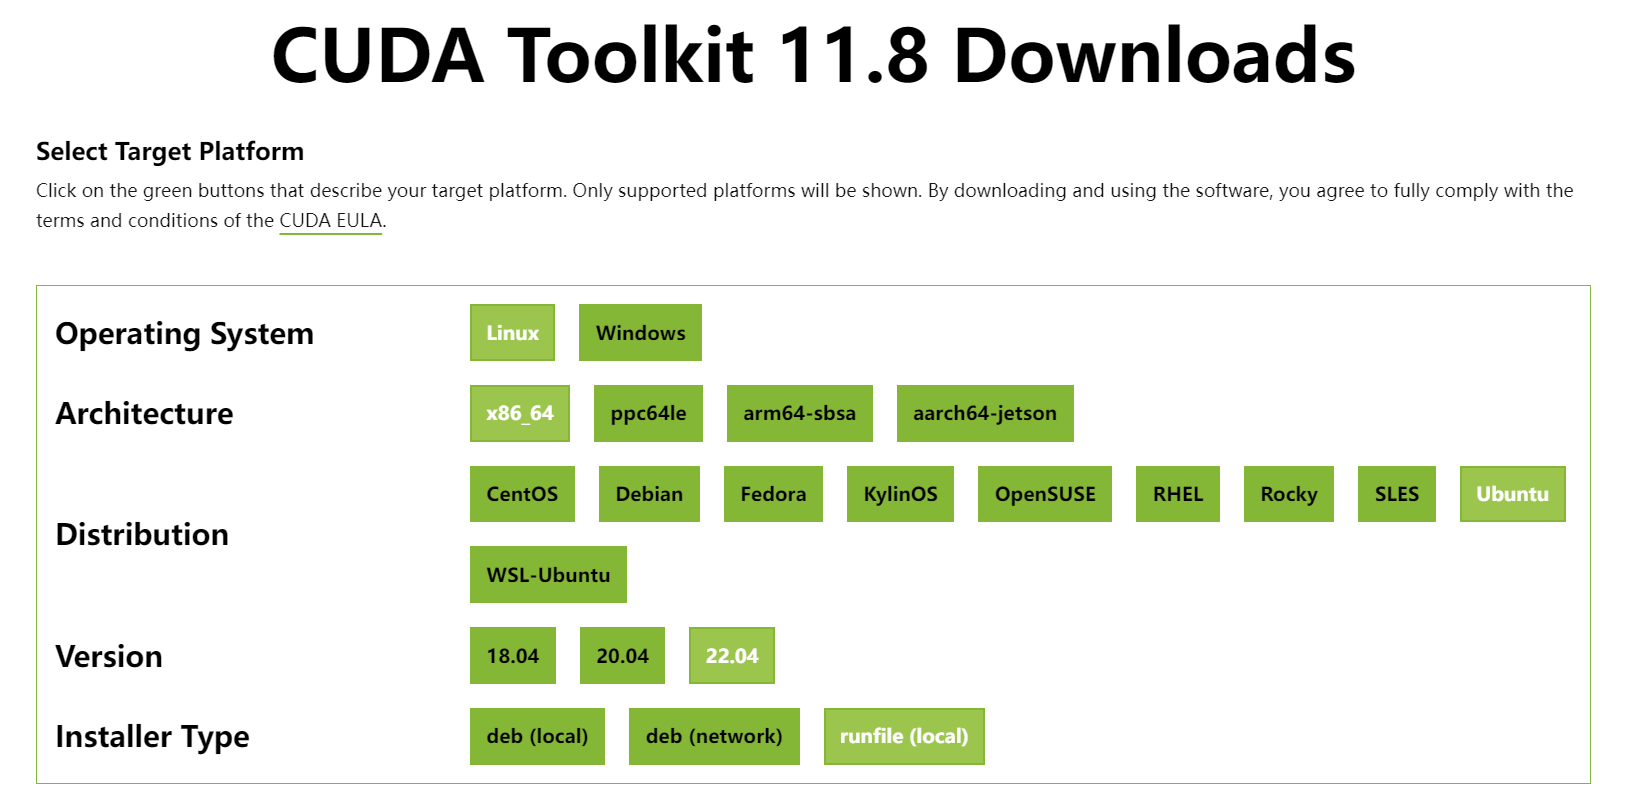 CUDA Toolkit 11.8 Downloads
Select Target Platform
Click on the green buttons that describe your target platform. Only supported platforms will be shown. By downloading and using the software, you agree to fully comply with the
terms and conditions of the CUDA EULA.
Operating System Linux Windows
Architecture x86_64 ppc64le arm64-sbsa aarch64-jetson
Distribution CentOS Debian Fedora KylinOS OpenSUSE RHEL Rocky SLES Ubuntu
WSL-Ubuntu
Version 18.04 20.04 22.04
Installer Type deb (local) deb (network) runfile (local)